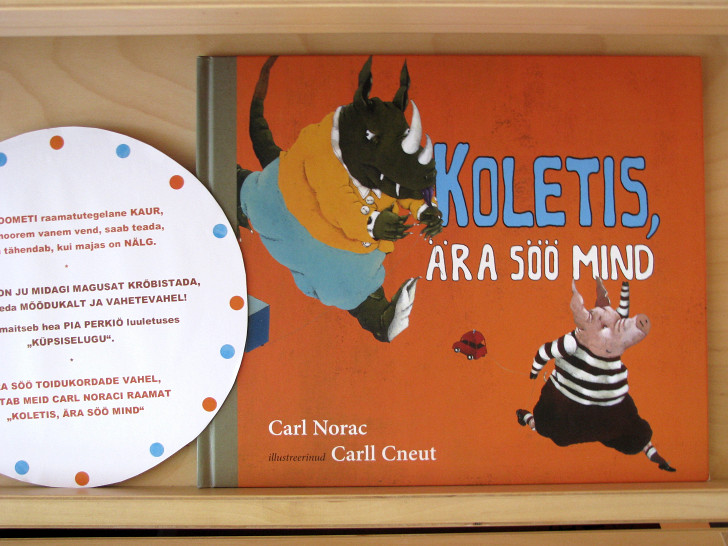 KOLETIS,
ÄRA SÖÖ MIND
Carl Norac
illustreerinud Carll Cneut
raamatutegelane KAUR,
noorem vanem vend, saab teada,
tähendab, kui majas on NÄLG.
ON JU MIDAGI MAGUSAT KRÕBISTADA,
MÕÕDUKALT JA VAHETEVAHEL!
maitseb hea PIA PERKIÖ luuletuses
„KÜPSISELUGU“.
SÖÖ TOIDUKORDADE VAHEL,
MEID CARL NORACI RAAMAT
„KOLETIS, ÄRA SÖÖ MIND“